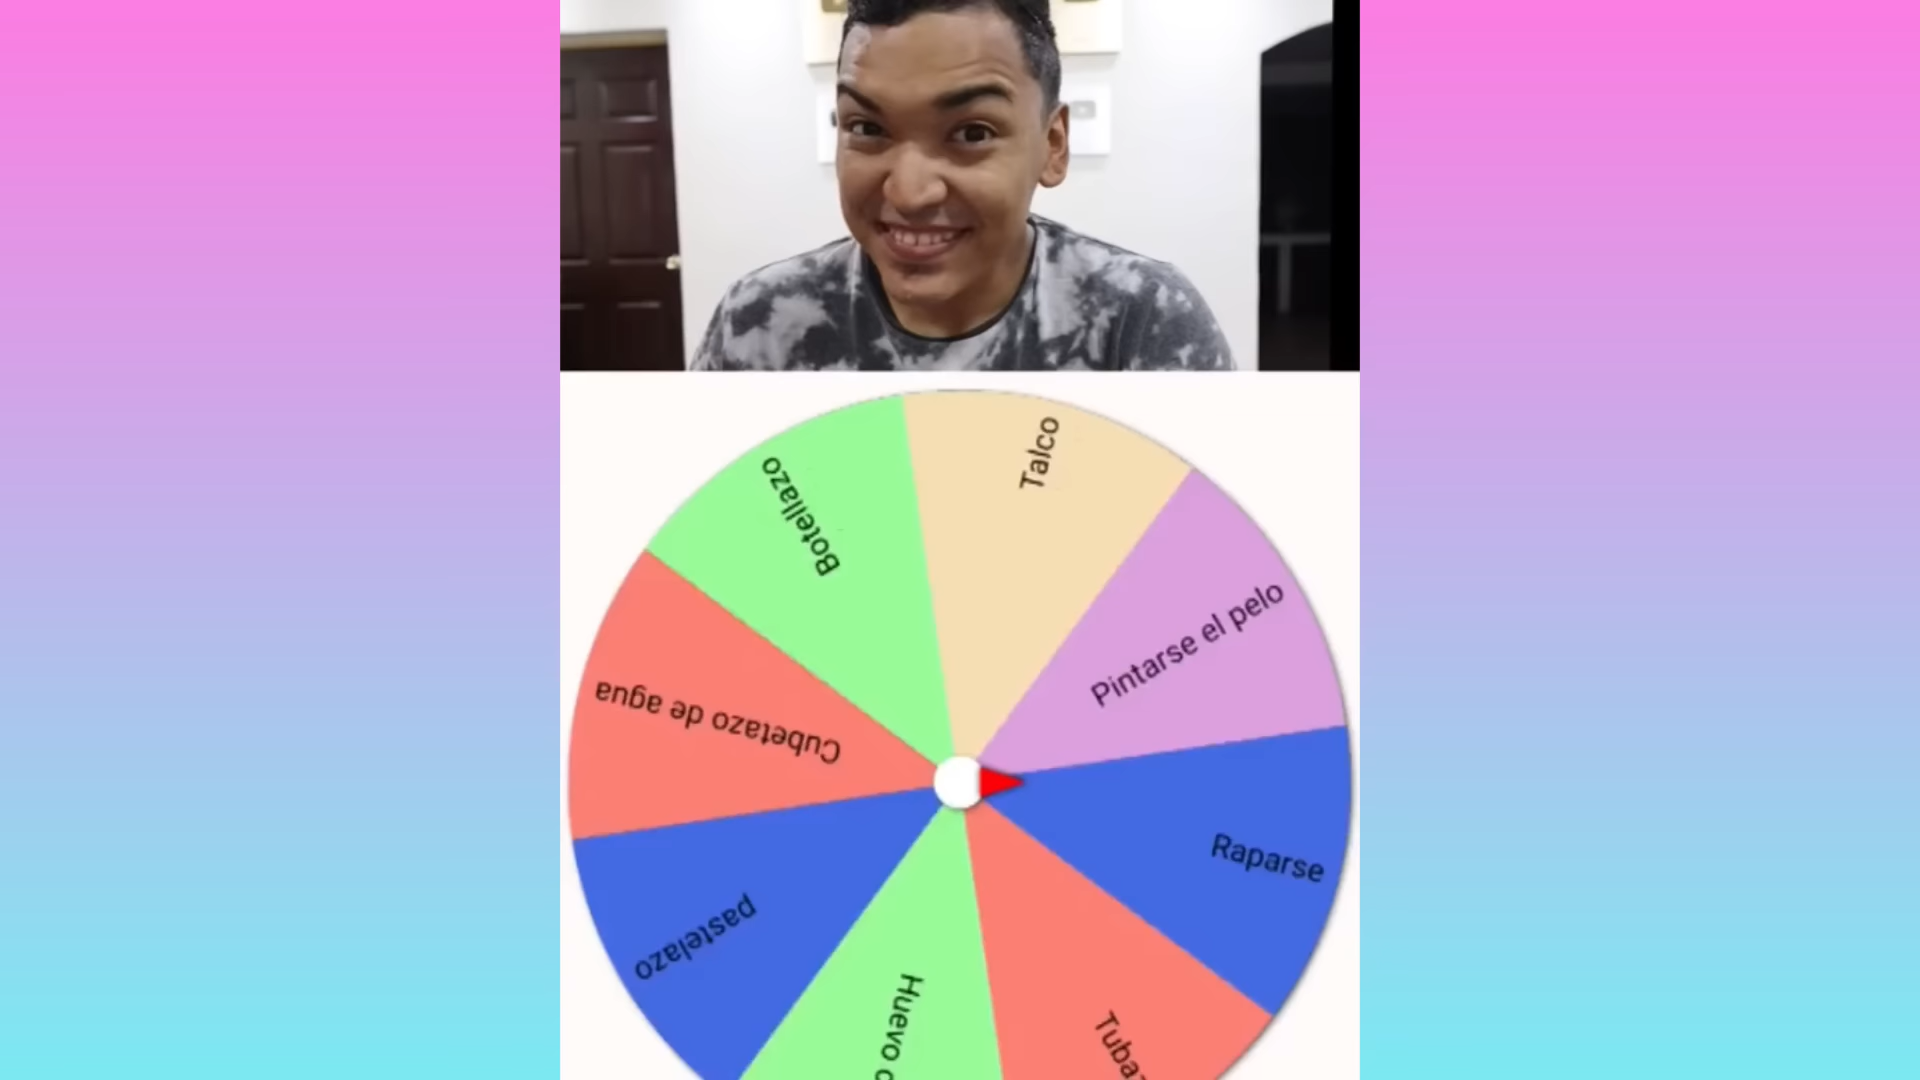 Talco
Botellazo
Pintarse el pelo
Cubetazo de agua
Raparse
pastelazo
Huevo